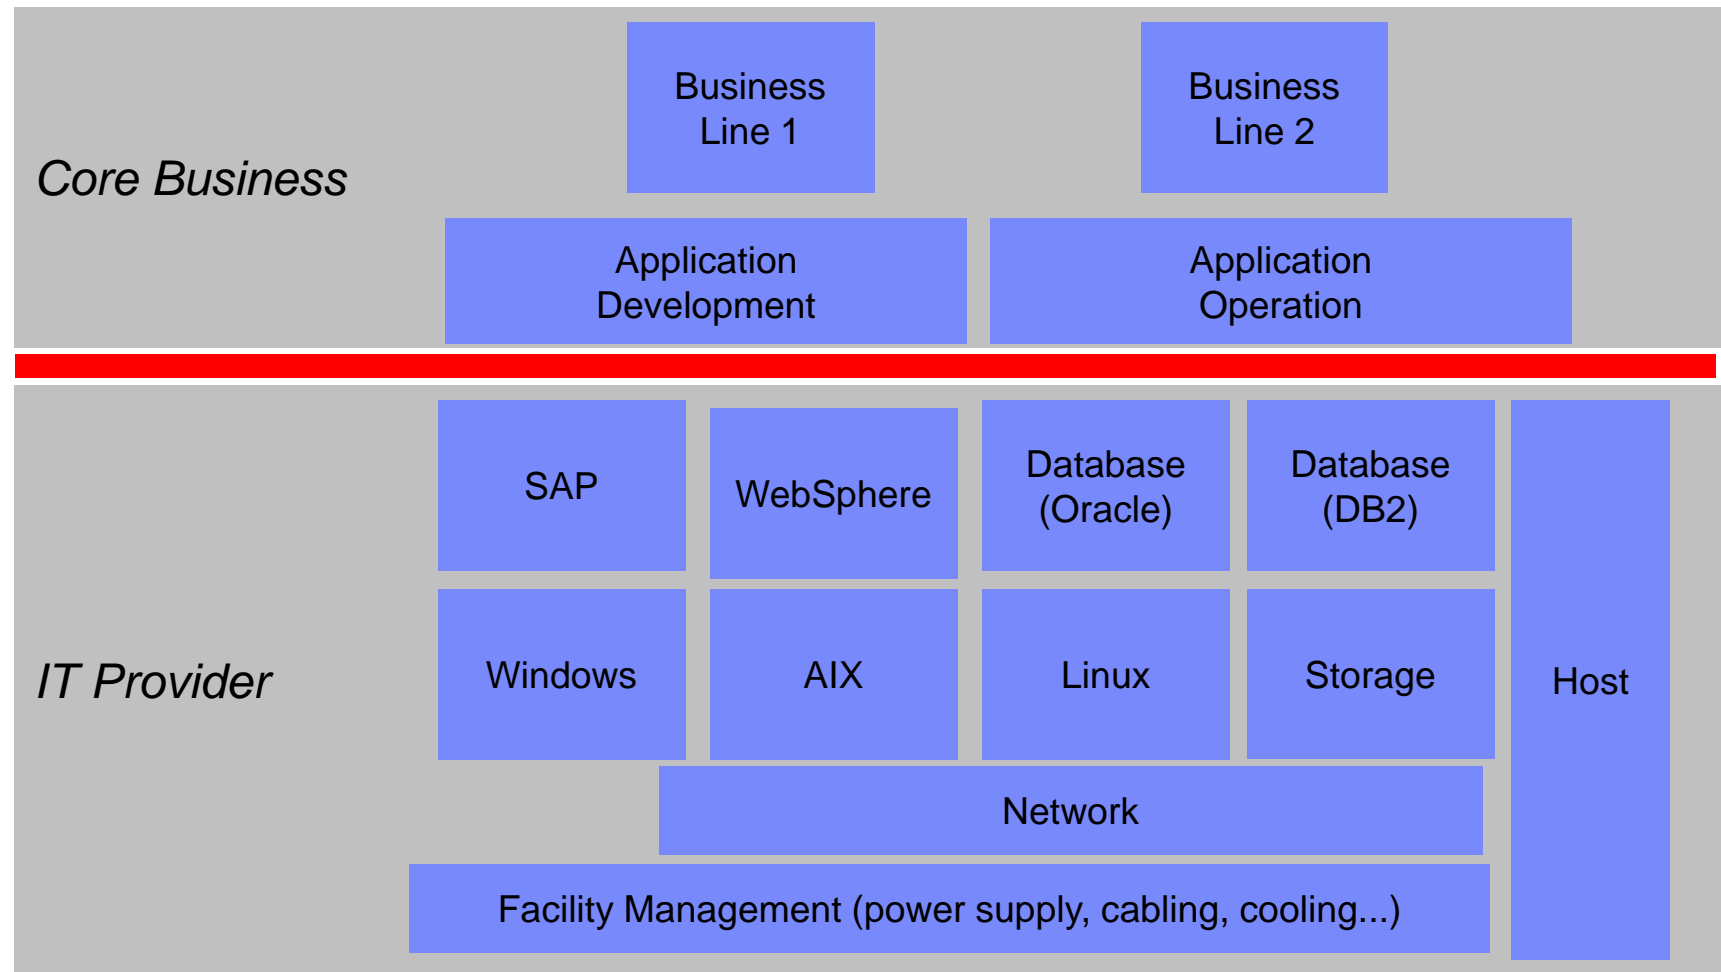 Business
Line 1
Business
Line 2
Core Business
Application
Development
Application
Operation
SAP
WebSphere
Database
(Oracle)
Database
(DB2)
Windows
AIX
Linux
Storage
Host
IT Provider
Network
Facility Management (power supply, cabling, cooling...)